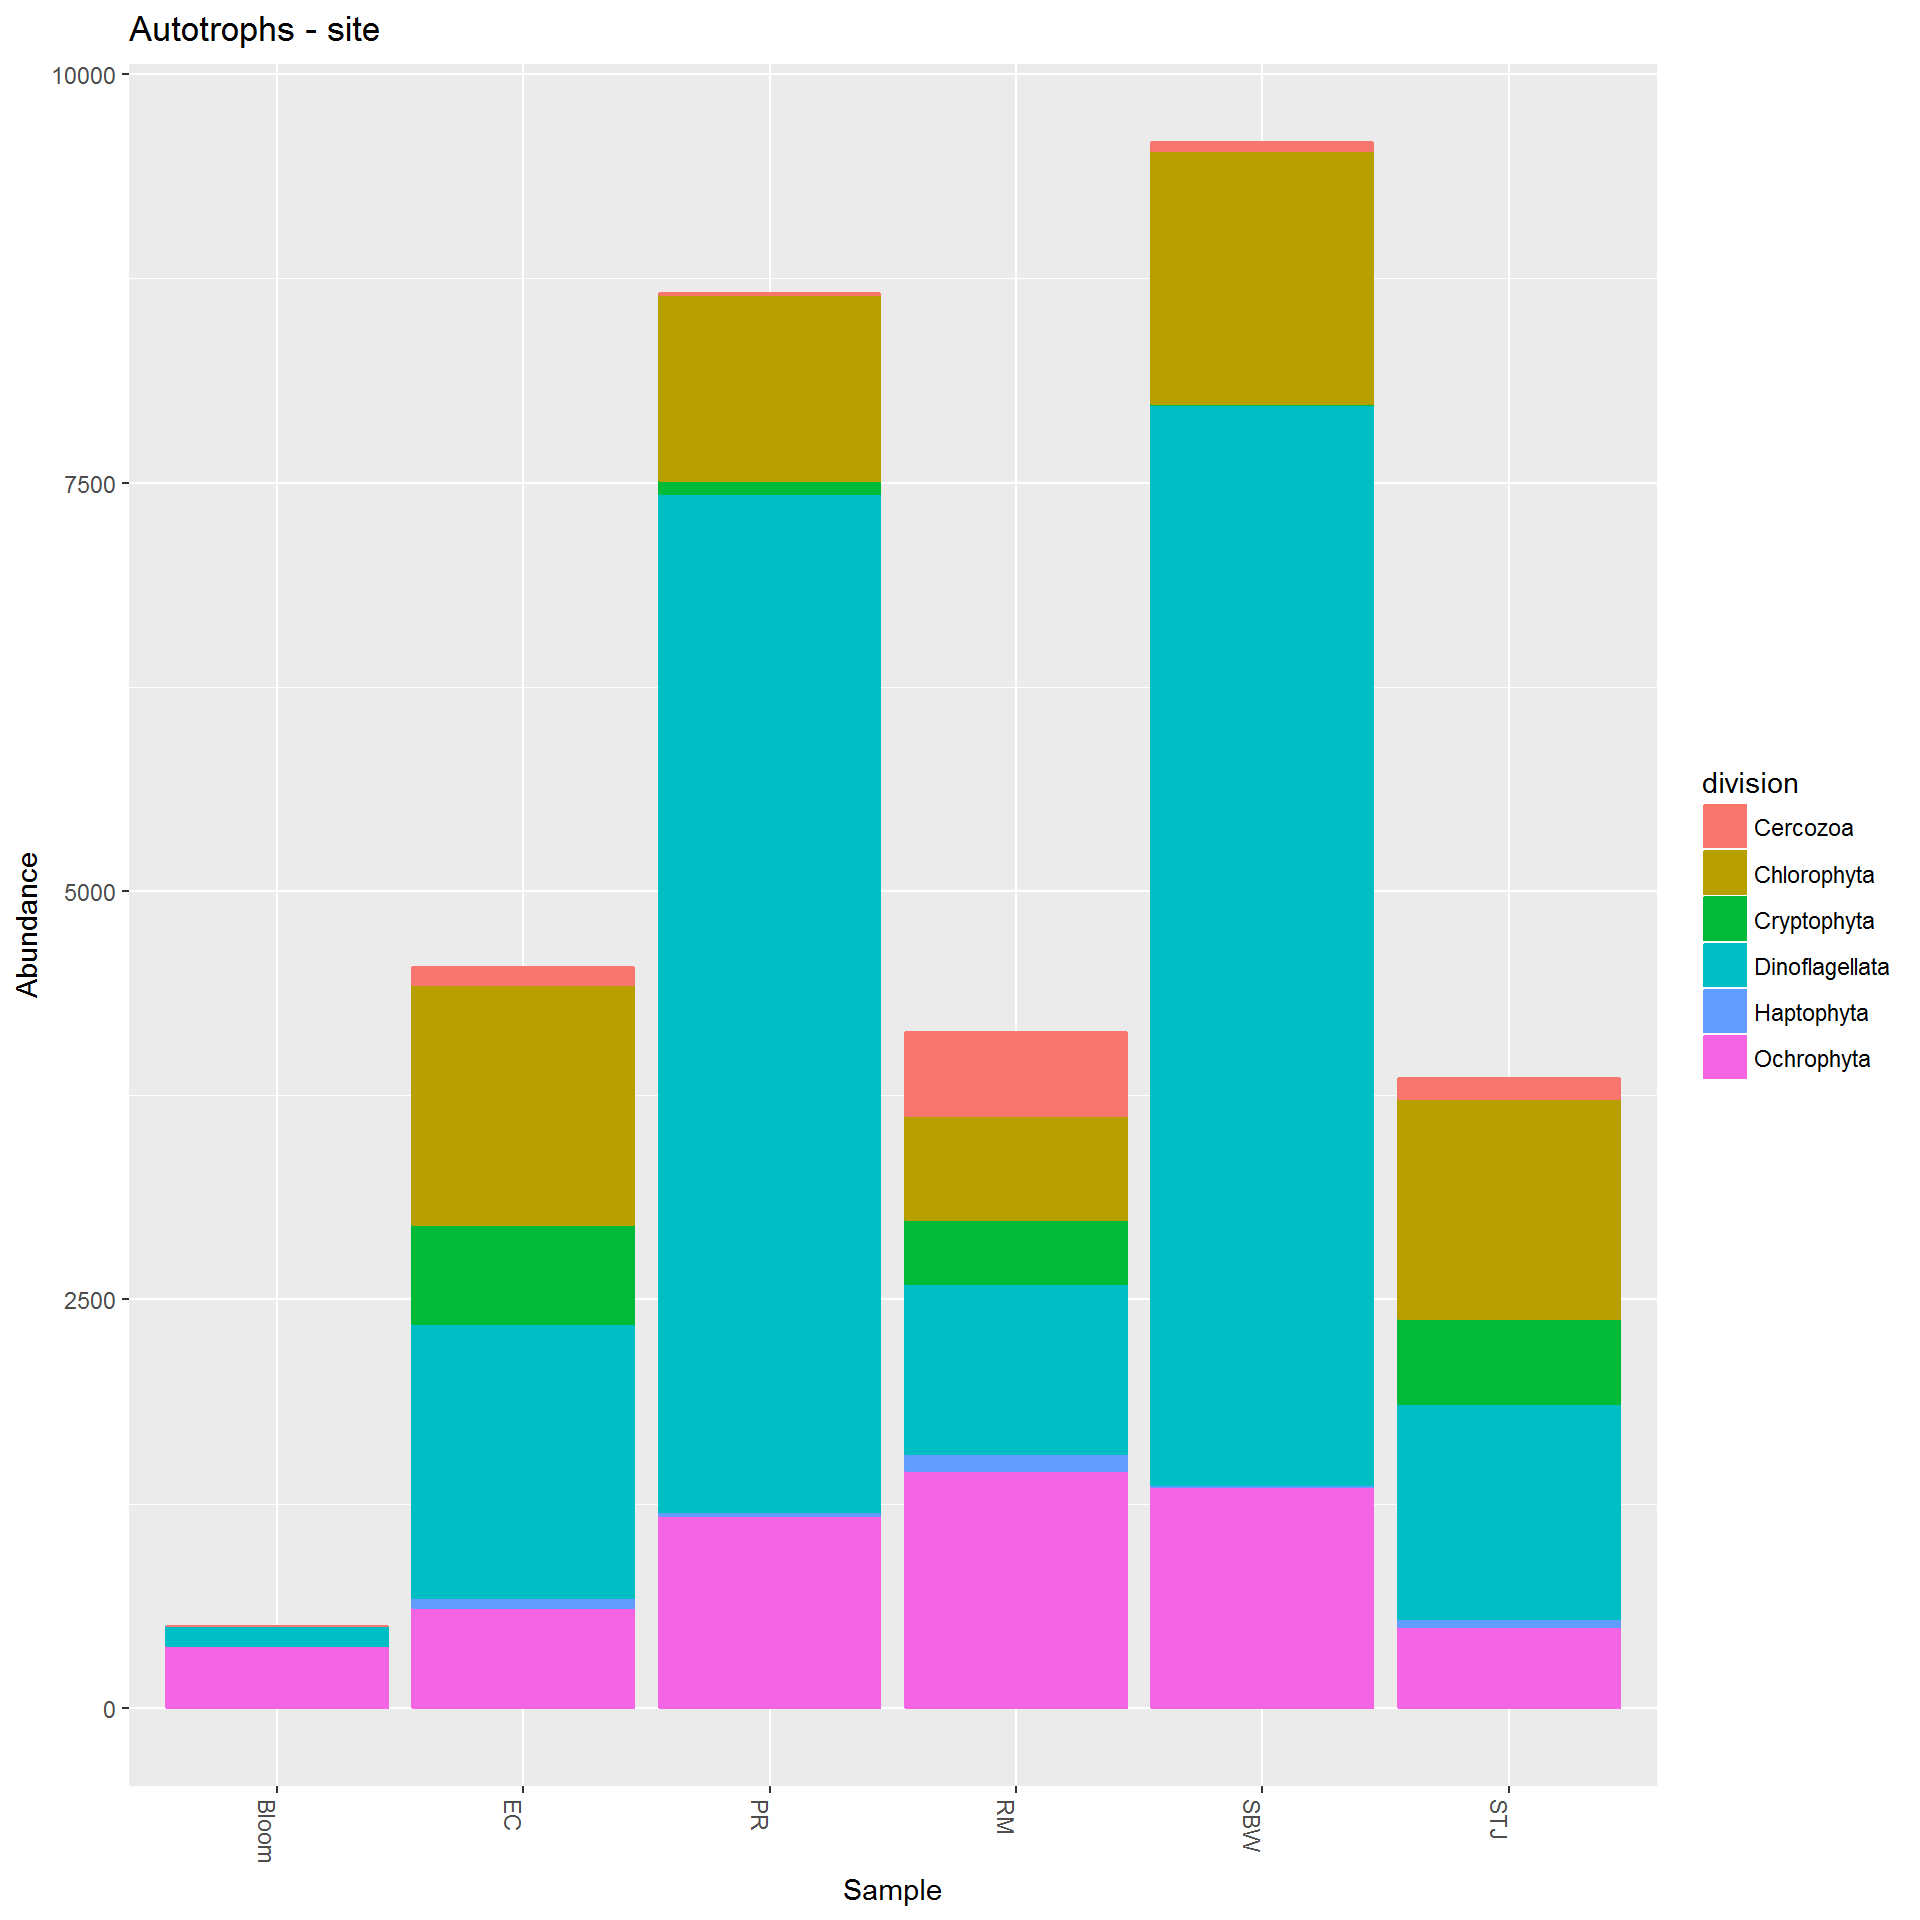 Autotrophs - site
10000
7500
5000
2500
0
Abundance
Bloom
EC
PR
RM
SBW
STJ
Sample
division
Cercozoa
Chlorophyta
Cryptophyta
Dinoflagellata
Haptophyta
Ochrophyta